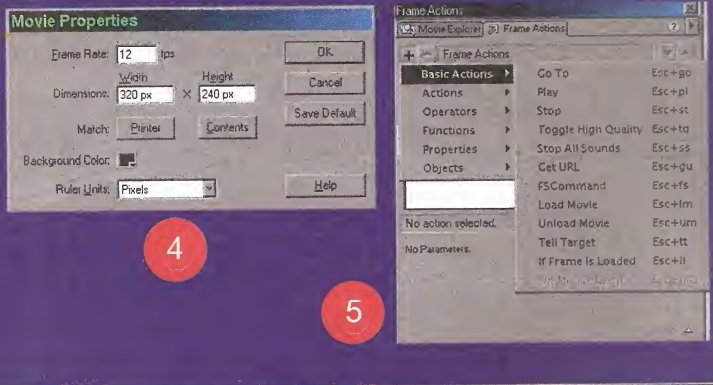 Movie Properties
Frame Rate: 12 fps
Width Height
Dimensions: 320 px × 240 px
Match: Printer Contents
Background Color:
Ruler Units: Pixels
OK
Cancel
Save Default
Help
4
Frame Actions
Movie Explorer Frame Actions ?
+ - Frame Actions
Basic Actions
Actions
Operators
Functions
Properties
Objects
Go To Esc+go
Play Esc+pl
Stop Esc+st
Toggle High Quality Esc+tq
Stop All Sounds Esc+ss
Get URL Esc+gu
FSCommand Esc+fs
Load Movie Esc+lm
Unload Movie Esc+um
Tell Target Esc+tt
If Frame Is Loaded Esc+il
No action selected.
No Parameters.
5